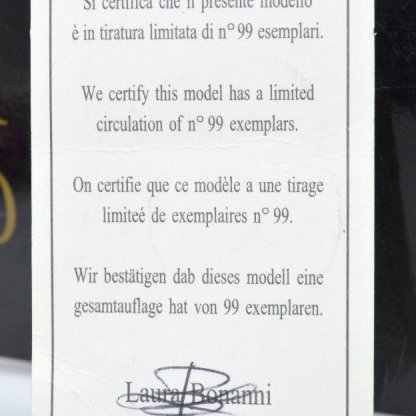 Si certifica che il presente modello
è in tiratura limitata di n° 99 esemplari.
We certify this model has a limited
circulation of n° 99 exemplars.
On certifie que ce modèle a une tirage
limiteé de exemplaires n° 99.
Wir bestätigen dab dieses modell eine
gesamtauflage hat von 99 exemplaren.
Laura Bonanni